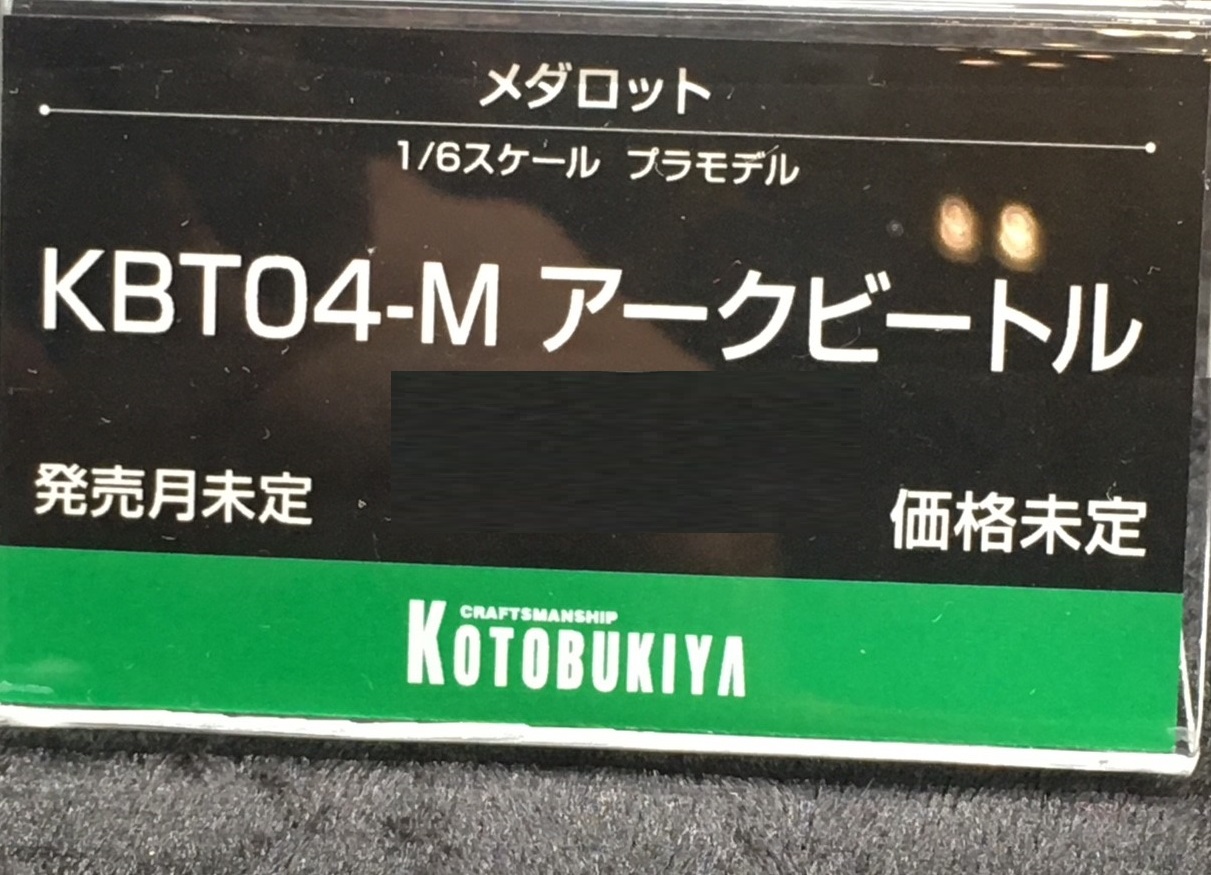 メダロット
1/6スケール プラモデル
KBT04-M アークビートル
発売月未定 価格未定
CRAFTSMANSHIP
KOTOBUKIYA